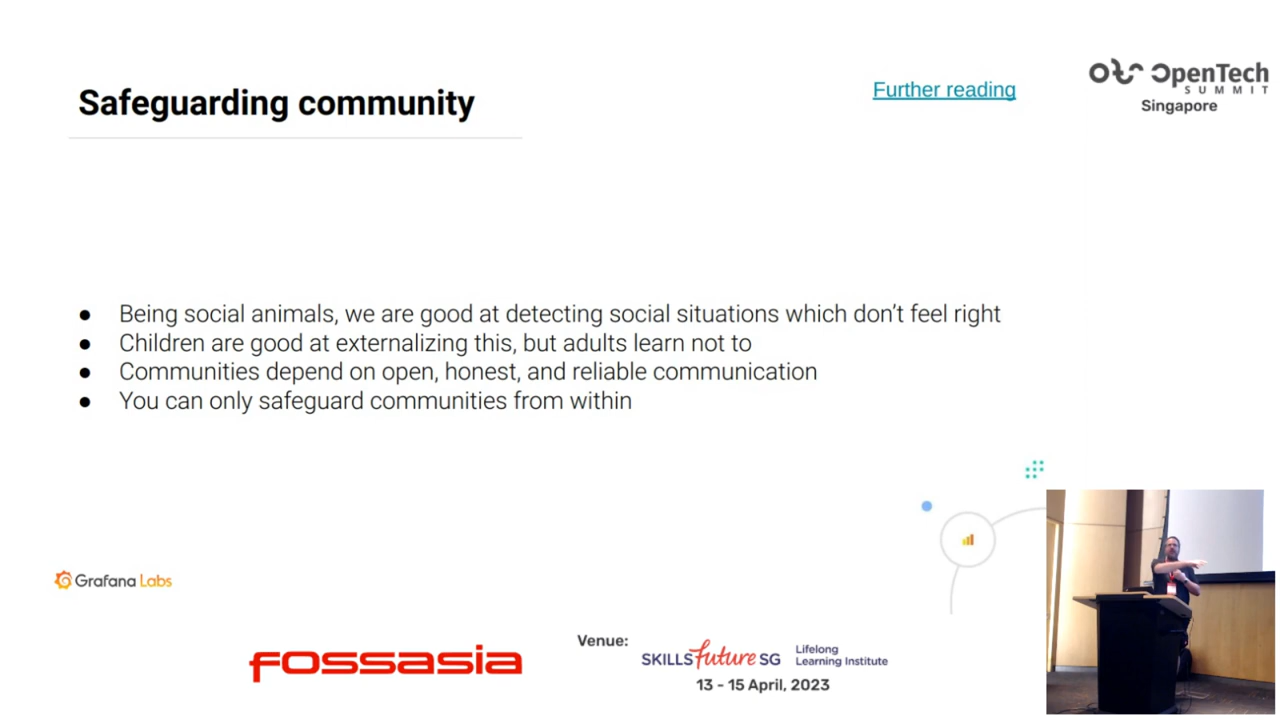 Safeguarding community
Further reading
OpenTech
SUMMIT
Singapore
● Being social animals, we are good at detecting social situations which don’t feel right
● Children are good at externalizing this, but adults learn not to
● Communities depend on open, honest, and reliable communication
● You can only safeguard communities from within
Grafana Labs
fossasia
Venue:
SKILLSfuture SG
Lifelong
Learning Institute
13 - 15 April, 2023